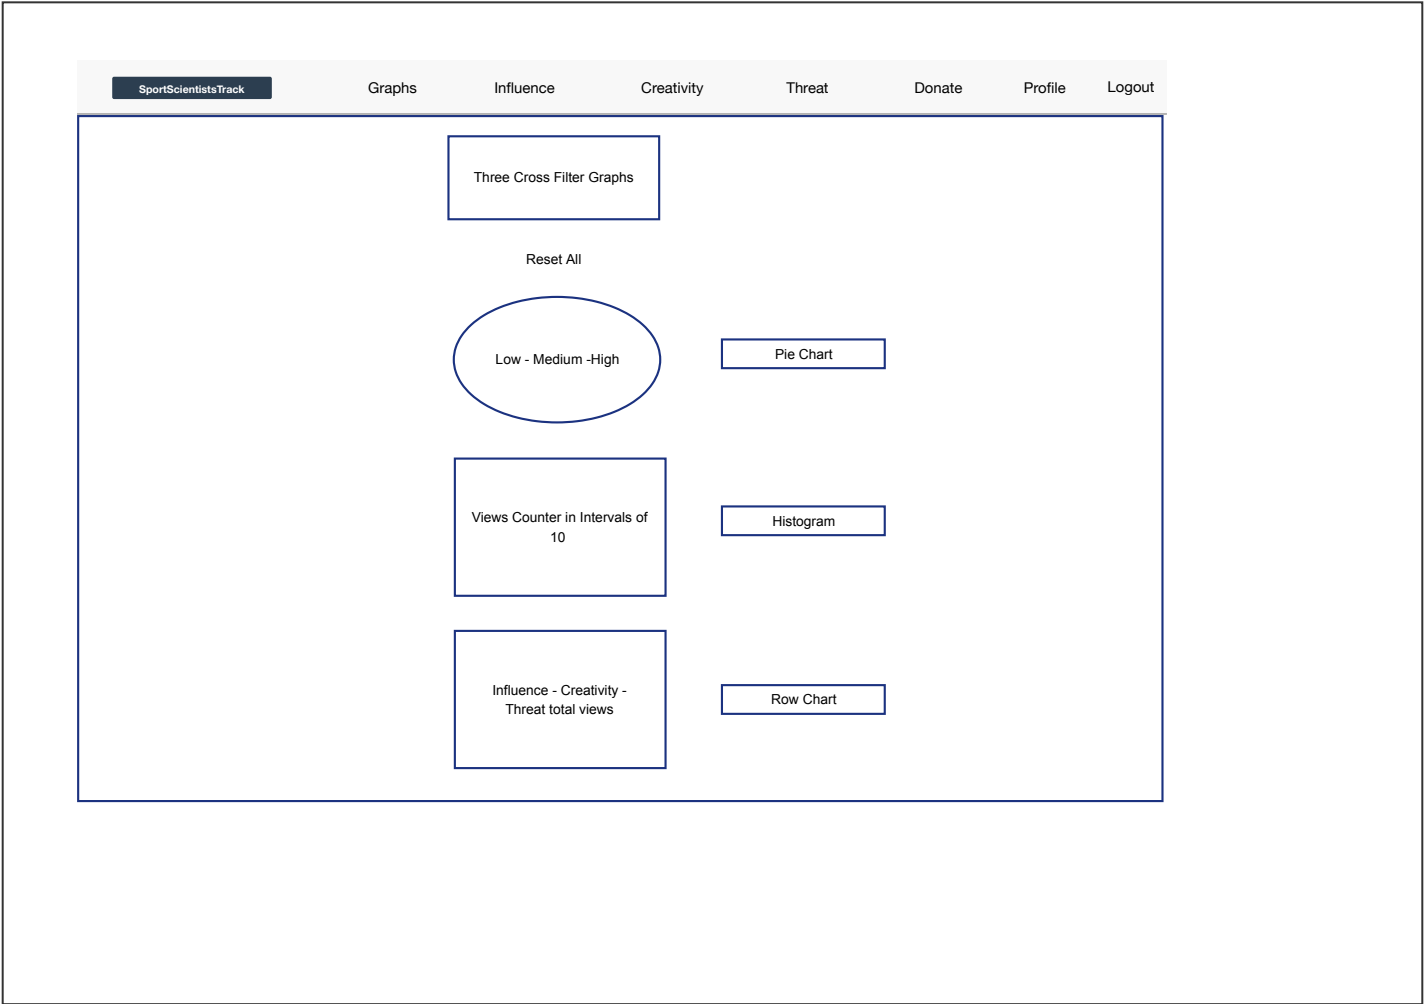 SportScientistsTrack
Graphs
Influence
Creativity
Threat
Donate
Profile
Logout
Three Cross Filter Graphs
Reset All
Low - Medium -High
Pie Chart
Views Counter in Intervals of
10
Histogram
Influence - Creativity -
Threat total views
Row Chart